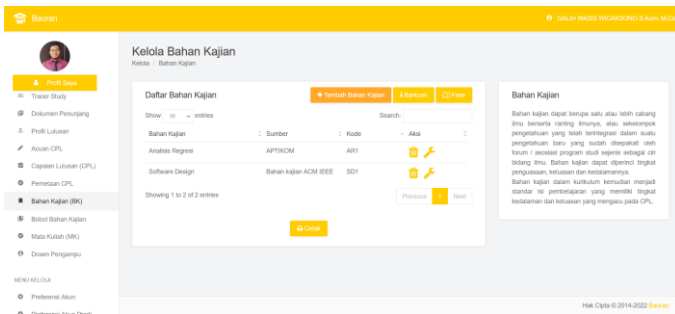 Bauran
GALIH WASIS WICAKSONO S.Kom. M.Cs
Profil Saya
Tracer Study
Dokumen Penunjang
Profil Lulusan
Acuan CPL
Capaian Lulusan (CPL)
Pemetaan CPL
Bahan Kajian (BK)
Bobot Bahan Kajian
Mata Kuliah (MK)
Dosen Pengampu
MENU KELOLA
Preferensi Akun
Preferensi Akun Prodi
Kelola Bahan Kajian
Kelola / Bahan Kajian
Daftar Bahan Kajian
Tambah Bahan Kajian
Bantuan
Show 10 entries
Search:
Bahan Kajian Sumber Kode Aksi
Analisis Regresi APTIKOM AR1
Software Design Bahan kajian ACM IEEE SD1
Showing 1 to 2 of 2 entries
Previous 1 Next
Cetak
Bahan Kajian
Bahan kajian dapat berupa satu atau lebih cabang
ilmu berserta ranting ilmunya, atau sekelompok
pengetahuan yang telah terintegrasi dalam suatu
pengetahuan baru yang sudah disepakati oleh
forum / asosiasi program studi sejenis sebagai ciri
bidang ilmu. Bahan kajian dapat diperinci tingkat
penguasaan, keluasan dan kedalamannya.
Bahan kajian dalam kurikulum kemudian menjadi
standar isi pembelajaran yang memiliki tingkat
kedalaman dan keluasan yang mengacu pada CPL.
Hak Cipta © 2014-2022 Bauran